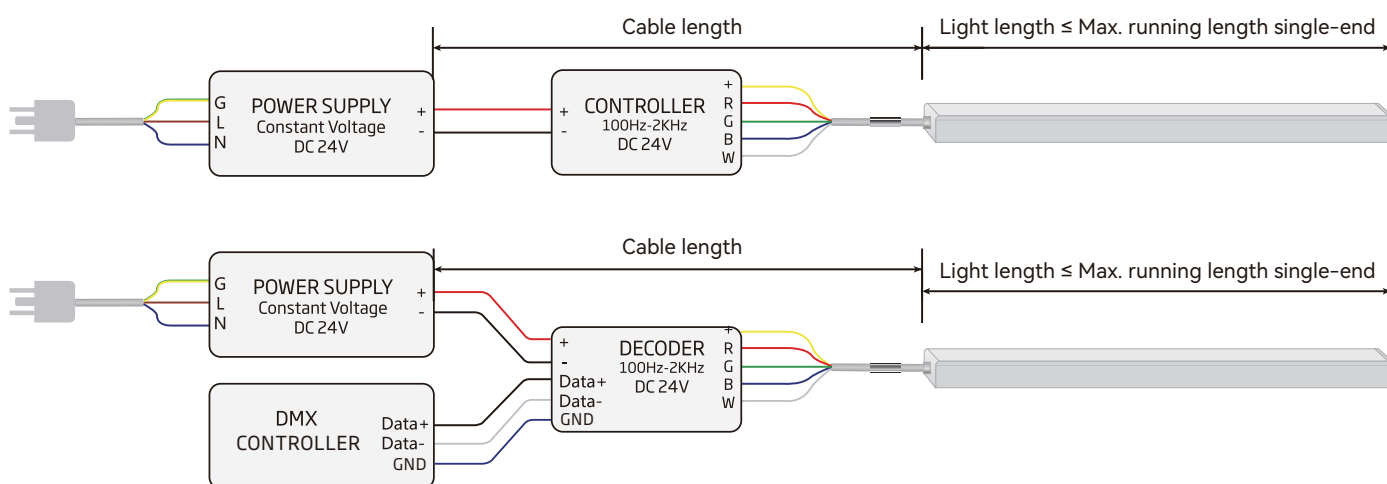 Cable length
Light length ≤ Max. running length single-end
G
L
N
POWER SUPPLY
Constant Voltage
DC 24V
+
-
+
-
CONTROLLER
100Hz-2KHz
DC 24V
+
R
G
B
W
Cable length
Light length ≤ Max. running length single-end
G
L
N
POWER SUPPLY
Constant Voltage
DC 24V
+
-
+
-
Data+
Data-
GND
DECODER
100Hz-2KHz
DC 24V
+
R
G
B
W
DMX
CONTROLLER
Data+
Data-
GND